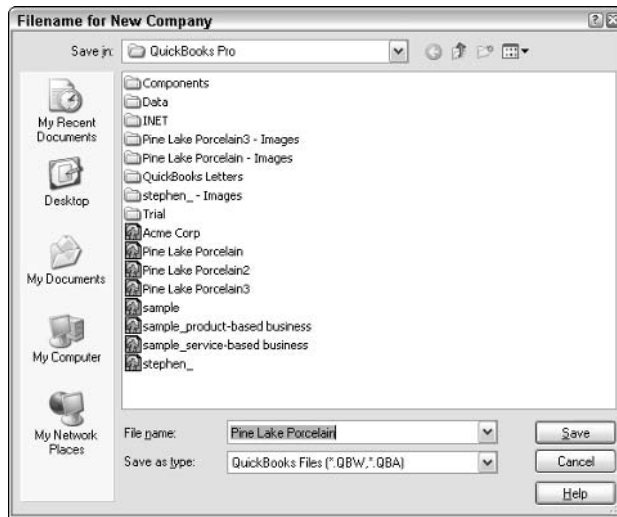 Filename for New Company
Save in: QuickBooks Pro
My Recent Documents
Desktop
My Documents
My Computer
My Network Places
Components
Data
INET
Pine Lake Porcelain3 - Images
Pine Lake Porcelain - Images
QuickBooks Letters
stephen_ - Images
Trial
Acme Corp
Pine Lake Porcelain
Pine Lake Porcelain2
Pine Lake Porcelain3
sample
sample_product-based business
sample_service-based business
stephen_
File name: Pine Lake Porcelain
Save
Save as type: QuickBooks Files (*.QBW,*.QBA)
Cancel
Help